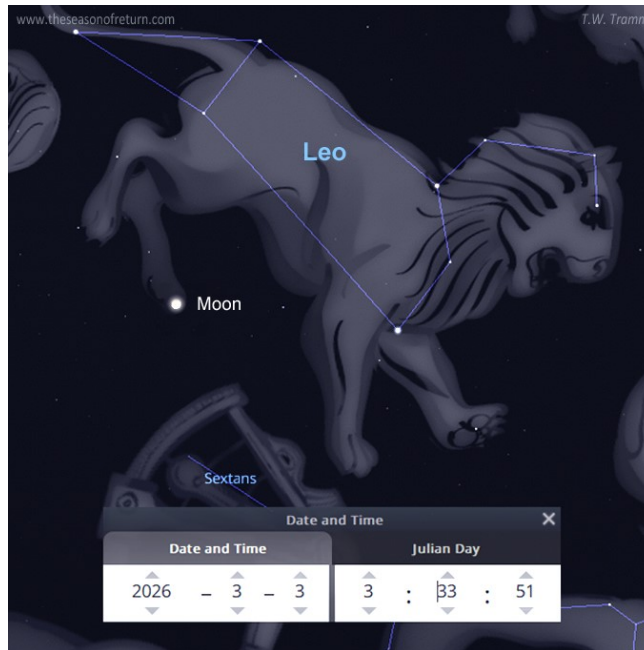 www.theseasonofreturn.com
Leo
Moon
Sextans
Date and Time
Date and Time Julian Day
2026 – 3 – 3 3 : 33 : 51